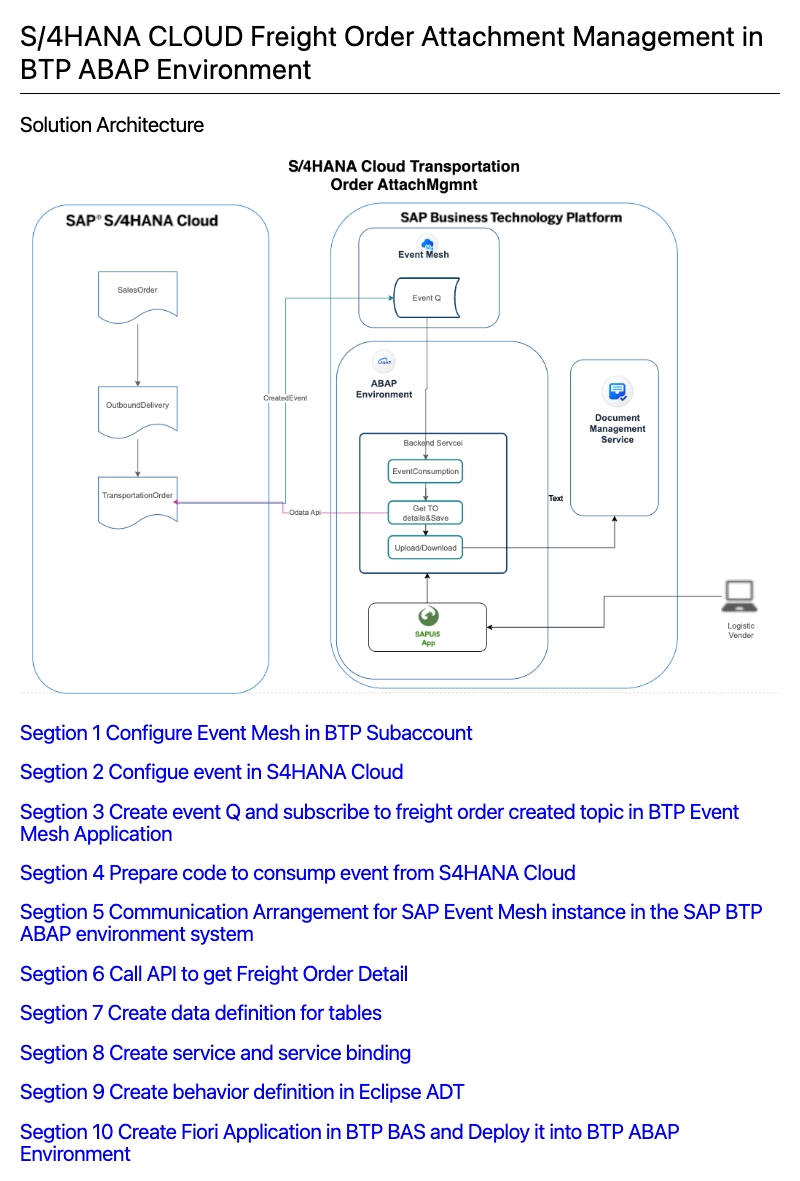 S/4HANA CLOUD Freight Order Attachment Management in
BTP ABAP Environment
Solution Architecture
S/4HANA Cloud Transportation
Order AttachMgmnt
SAP® S/4HANA Cloud
SAP Business Technology Platform
Event Mesh
Event Q
SalesOrder
ABAP
Environment
CreatedEvent
OutboundDelivery
Document
Management
Service
Backend Servcei
EventConsumption
TransportationOrder
Text
Odata Api
Get TO
details&Save
Upload/Download
SAPUI5
App
Logistic
Vender
Segtion 1 Configure Event Mesh in BTP Subaccount
Segtion 2 Configue event in S4HANA Cloud
Segtion 3 Create event Q and subscribe to freight order created topic in BTP Event
Mesh Application
Segtion 4 Prepare code to consump event from S4HANA Cloud
Segtion 5 Communication Arrangement for SAP Event Mesh instance in the SAP BTP
ABAP environment system
Segtion 6 Call API to get Freight Order Detail
Segtion 7 Create data definition for tables
Segtion 8 Create service and service binding
Segtion 9 Create behavior definition in Eclipse ADT
Segtion 10 Create Fiori Application in BTP BAS and Deploy it into BTP ABAP
Environment